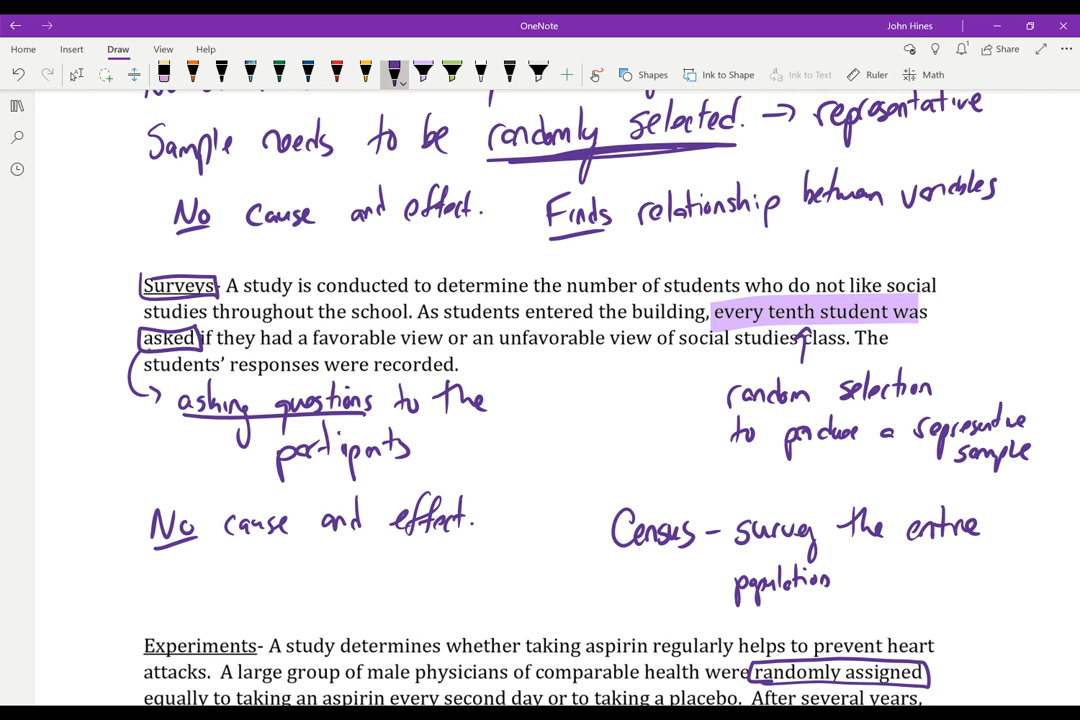 OneNote
John Hines
Home Insert Draw View Help
Share
Shapes Ink to Shape Ink to Text Ruler Math
Sample needs to be randomly selected. → representative
No cause and effect. Finds relationship between variables
Surveys- A study is conducted to determine the number of students who do not like social
studies throughout the school. As students entered the building, every tenth student was
asked if they had a favorable view or an unfavorable view of social studies class. The
students’ responses were recorded.
asking questions to the
participants
random selection
to produce a representive
sample
No cause and effect.
Census - survey the entire
population
Experiments- A study determines whether taking aspirin regularly helps to prevent heart
attacks. A large group of male physicians of comparable health were randomly assigned
equally to taking an aspirin every second day or to taking a placebo. After several years,